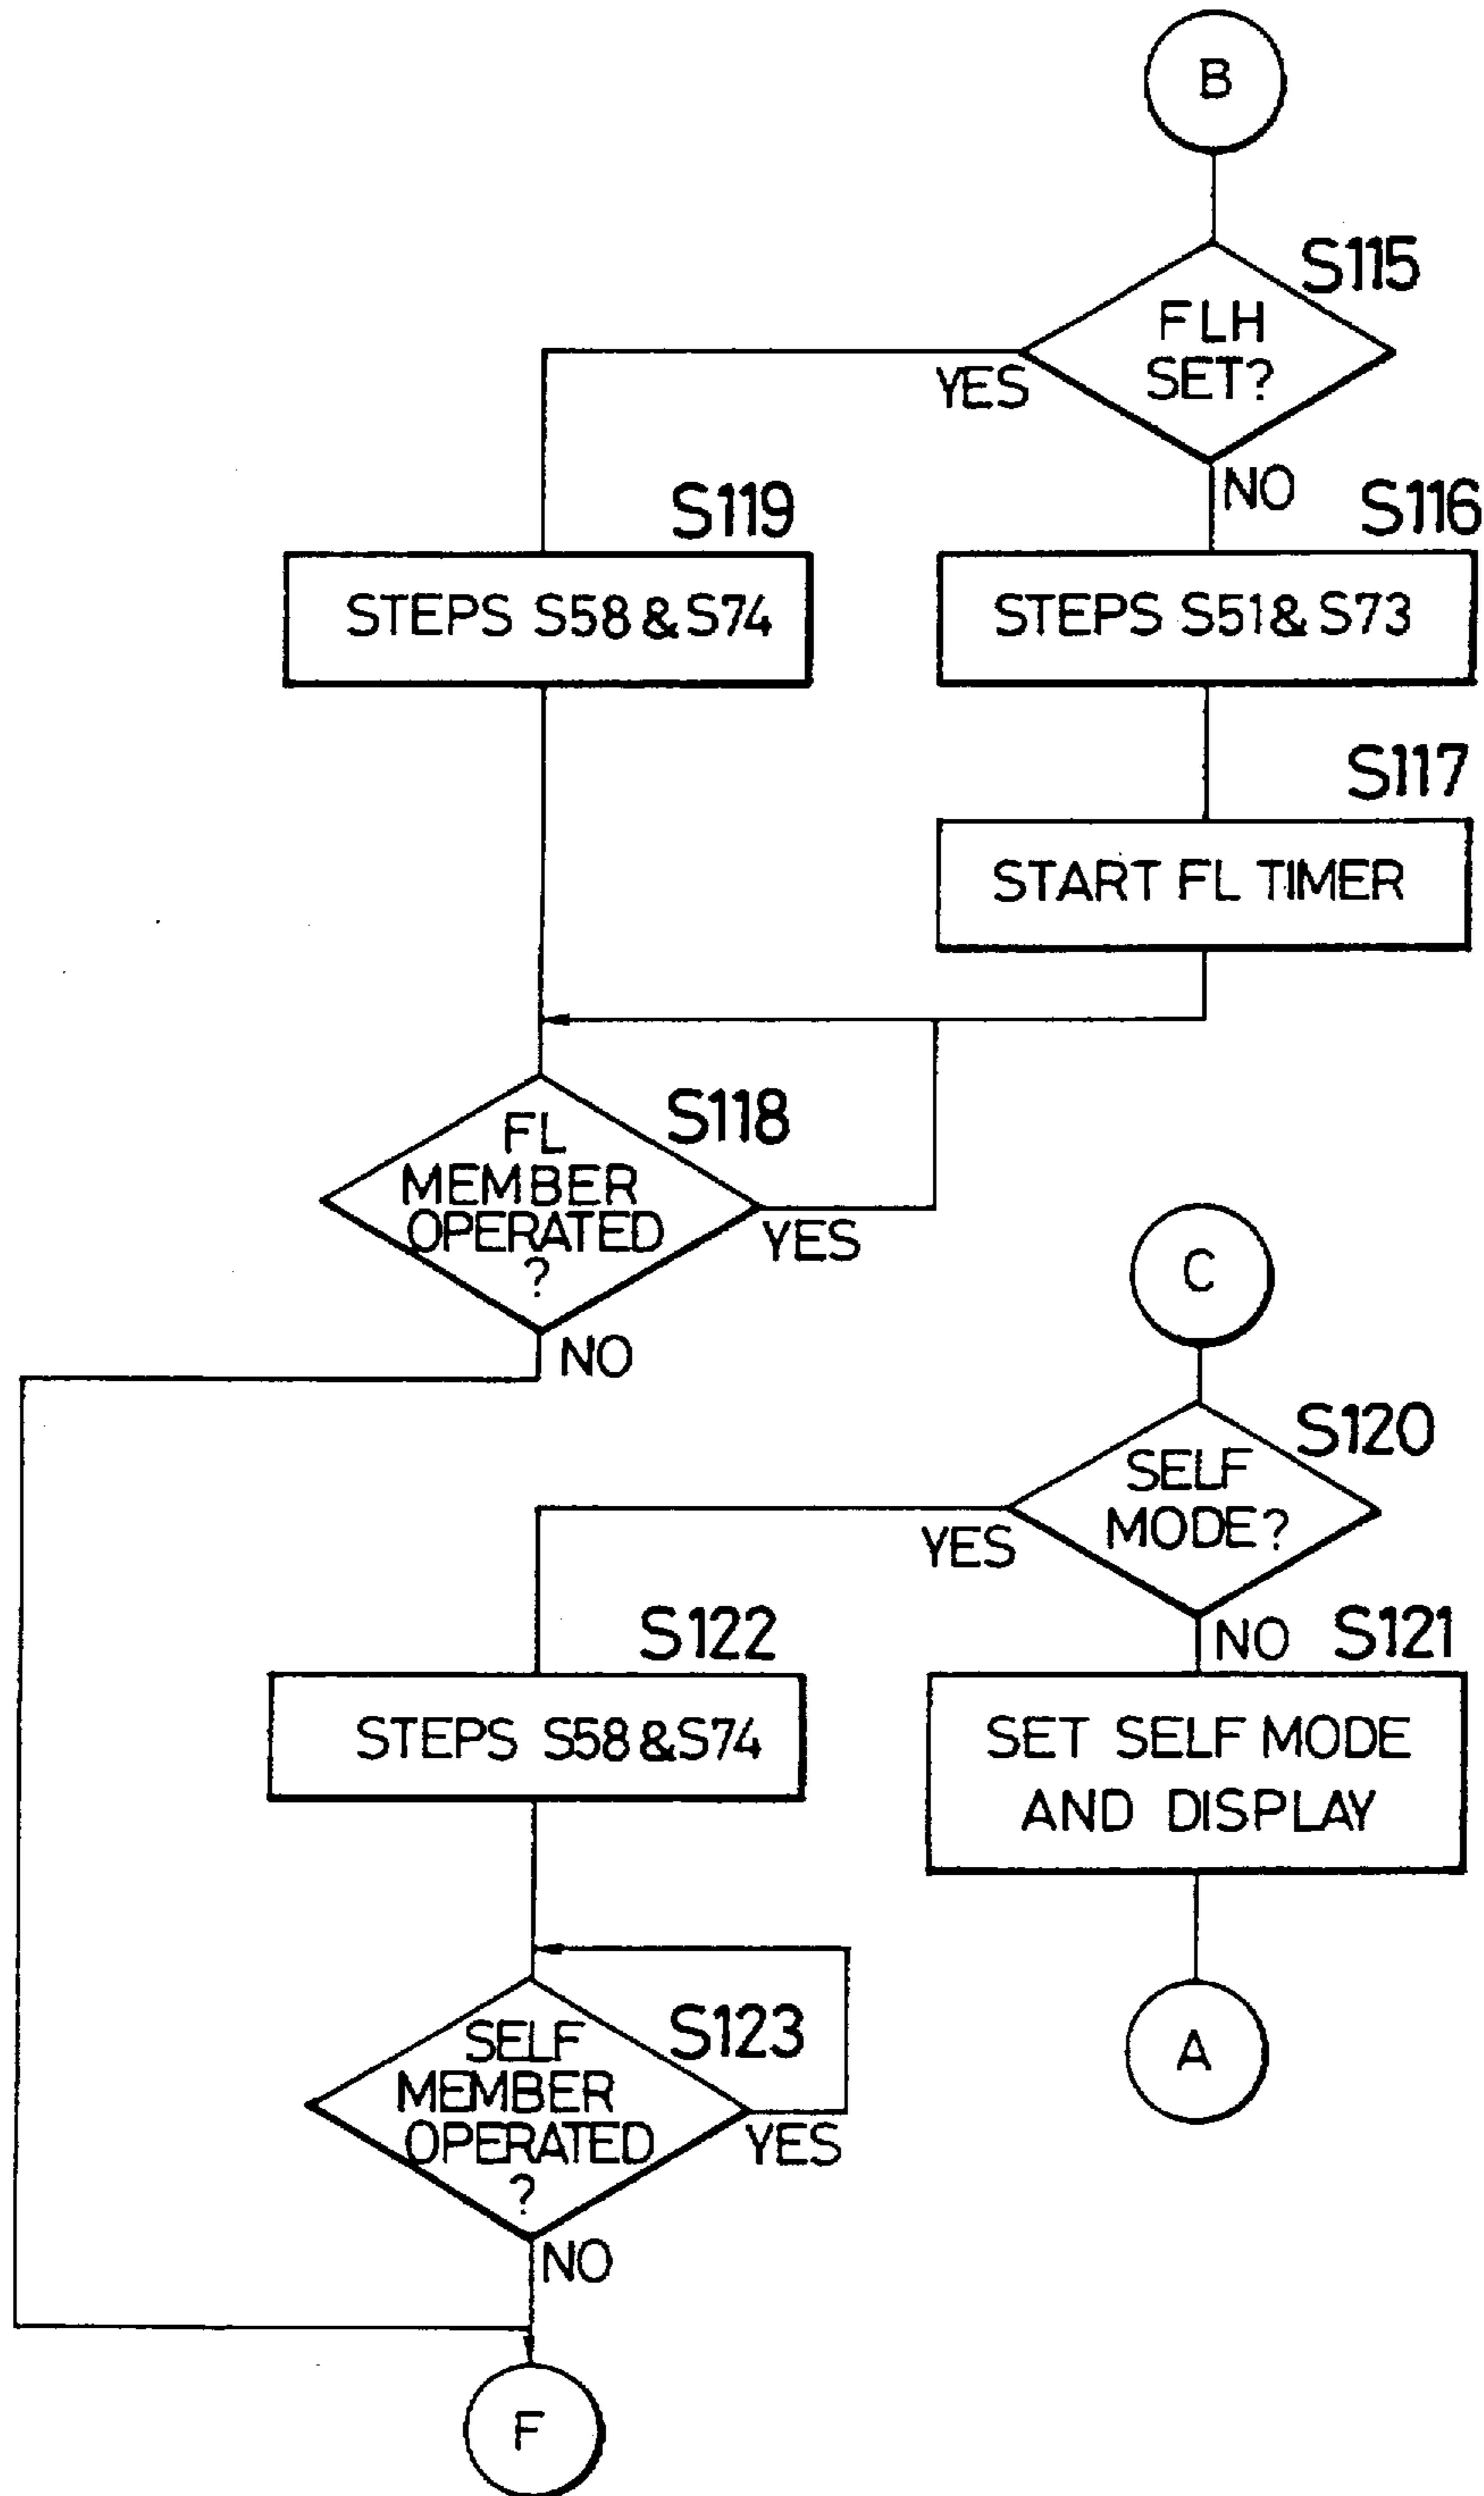 B
S115
FLH
SET?
YES
NO
S119
S116
STEPS S58 & S74
STEPS S51 & S73
S117
START FL TIMER
S118
FL
MEMBER
OPERATED
?
YES
NO
C
S120
SELF
MODE?
YES
NO
S122
S121
STEPS S58 & S74
SET SELF MODE
AND DISPLAY
S123
SELF
MEMBER
OPERATED
?
YES
NO
A
F